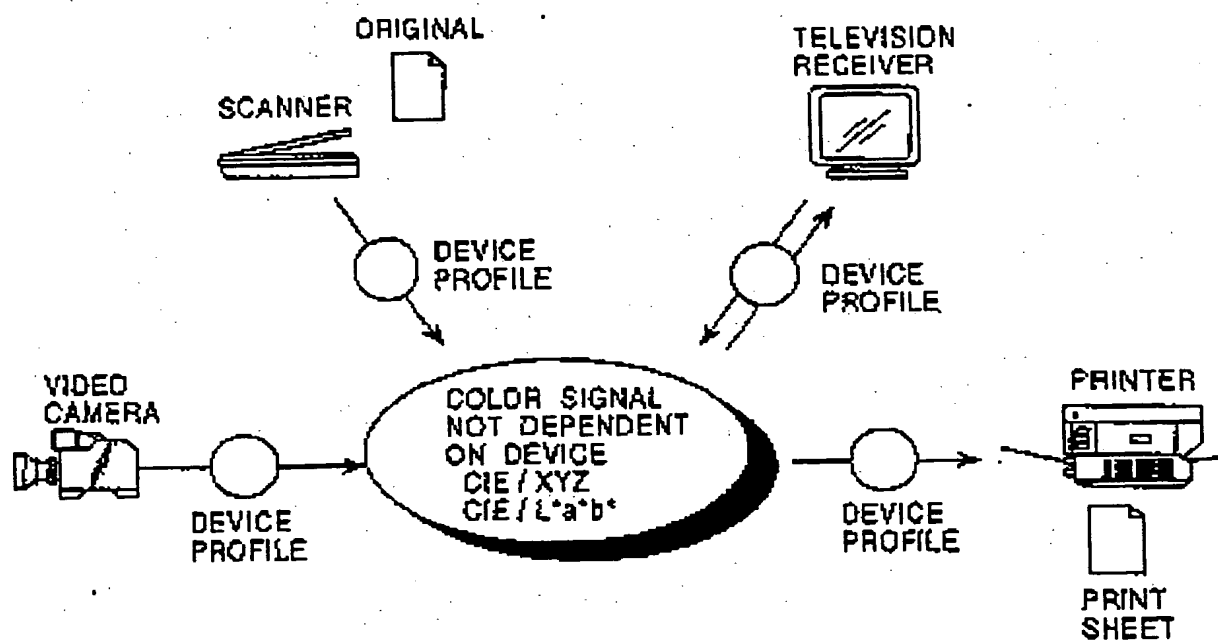 ORIGINAL
SCANNER
TELEVISION
RECEIVER
DEVICE
PROFILE
DEVICE
PROFILE
VIDEO
CAMERA
DEVICE
PROFILE
COLOR SIGNAL
NOT DEPENDENT
ON DEVICE
CIE / XYZ
CIE / L*a*b*
PRINTER
DEVICE
PROFILE
PRINT
SHEET